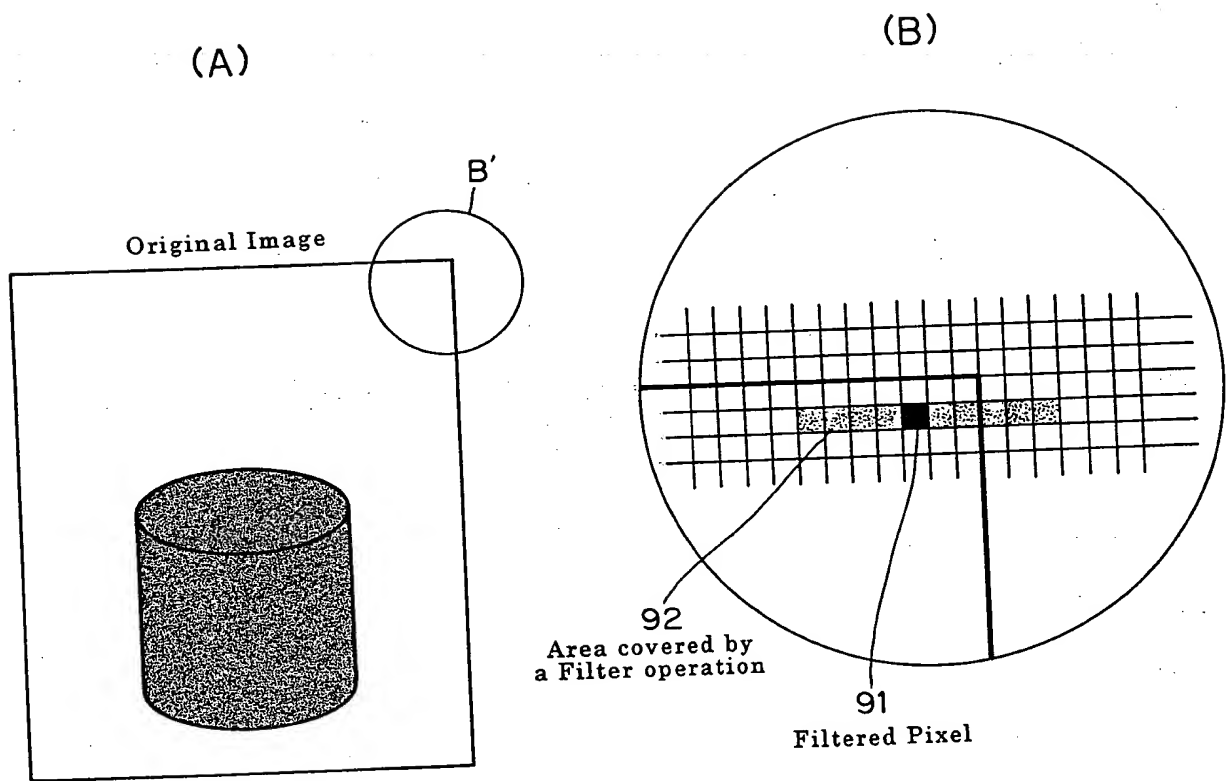 (A)
(B)
B'
Original Image
92
Area covered by
a Filter operation
91
Filtered Pixel